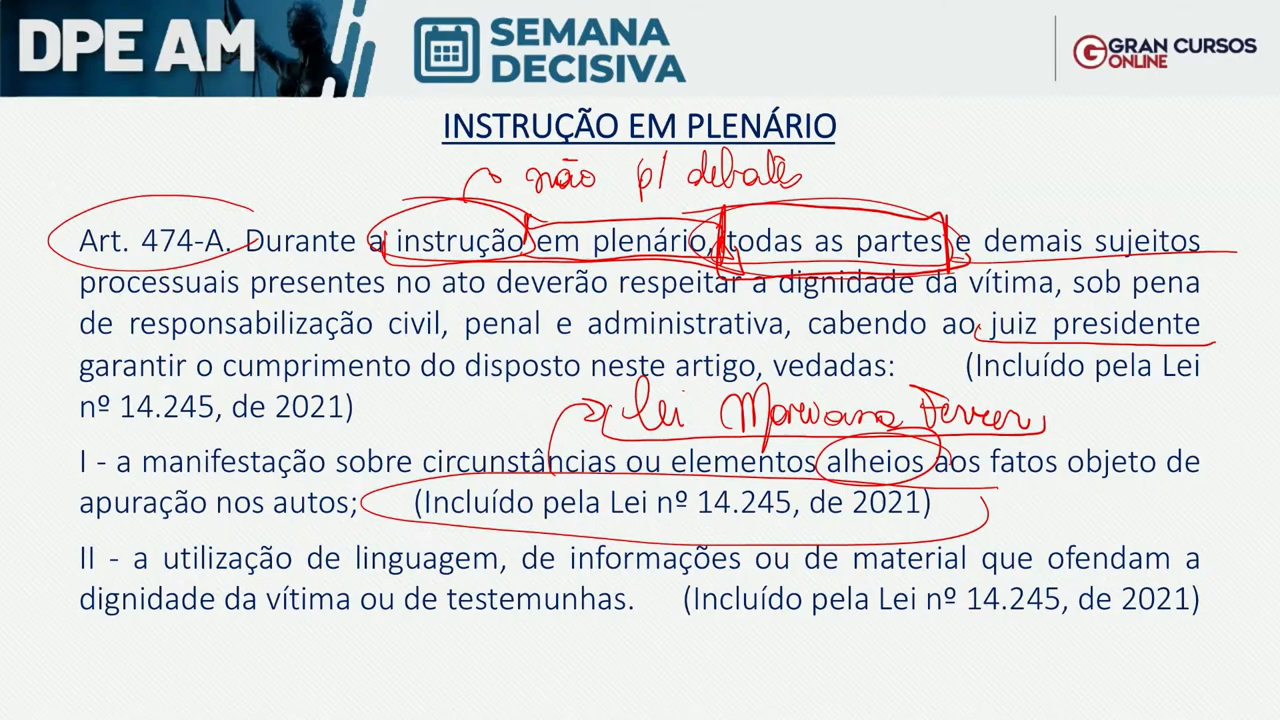 DPE AM
SEMANA
DECISIVA
GRAN CURSOS
ONLINE
INSTRUÇÃO EM PLENÁRIO
não p/ debates
Art. 474-A. Durante a instrução em plenário, todas as partes e demais sujeitos
processuais presentes no ato deverão respeitar a dignidade da vítima, sob pena
de responsabilização civil, penal e administrativa, cabendo ao juiz presidente
garantir o cumprimento do disposto neste artigo, vedadas: (Incluído pela Lei
nº 14.245, de 2021)
Lei Mariana Ferrer
I - a manifestação sobre circunstâncias ou elementos alheios aos fatos objeto de
apuração nos autos; (Incluído pela Lei nº 14.245, de 2021)
II - a utilização de linguagem, de informações ou de material que ofendam a
dignidade da vítima ou de testemunhas. (Incluído pela Lei nº 14.245, de 2021)